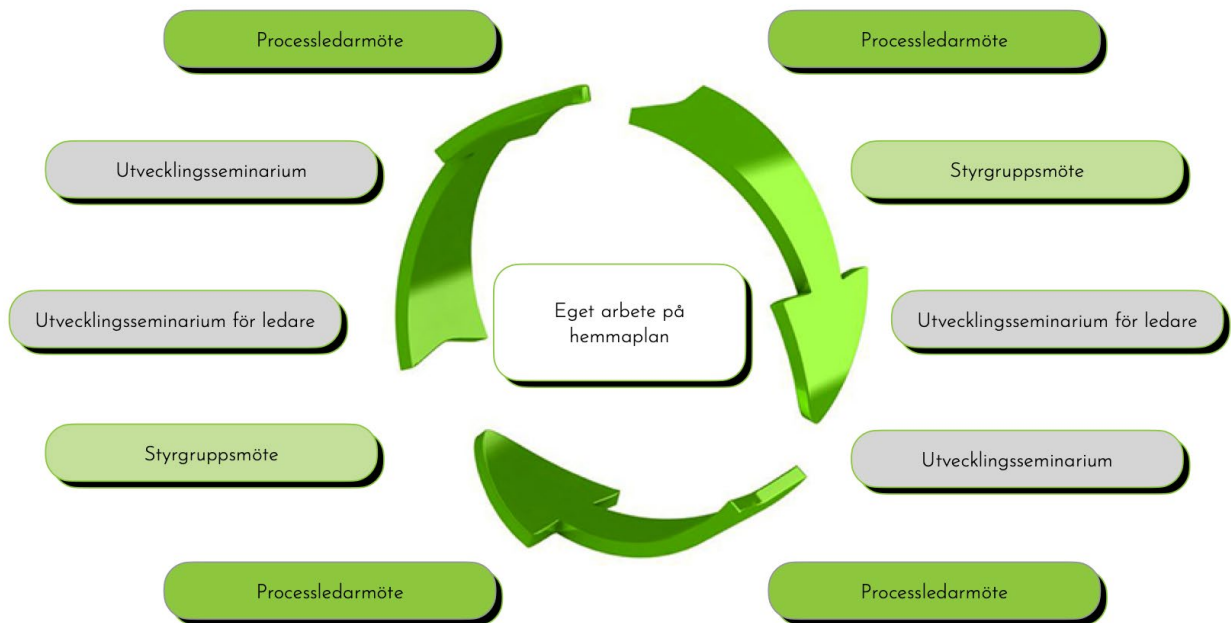 Processledarmöte
Processledarmöte
Utvecklingsseminarium
Styrgruppsmöte
Utvecklingsseminarium för ledare
Eget arbete på
hemmaplan
Utvecklingsseminarium för ledare
Styrgruppsmöte
Utvecklingsseminarium
Processledarmöte
Processledarmöte